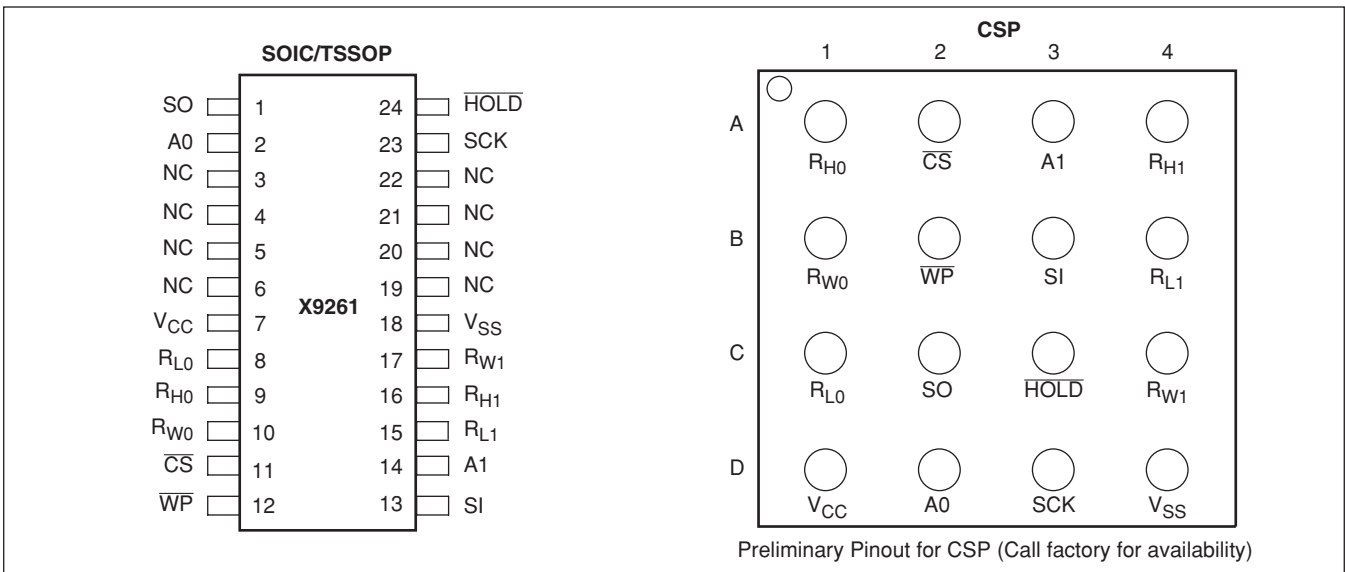 SOIC/TSSOP
SO 1 24 HOLD
A0 2 23 SCK
NC 3 22 NC
NC 4 21 NC
NC 5 20 NC
NC 6 19 NC
X9261
VCC 7 18 VSS
RL0 8 17 RW1
RH0 9 16 RH1
RW0 10 15 RL1
CS 11 14 A1
WP 12 13 SI
CSP
1 2 3 4
A
RH0 CS A1 RH1
B
RW0 WP SI RL1
C
RL0 SO HOLD RW1
D
VCC A0 SCK VSS
Preliminary Pinout for CSP (Call factory for availability)